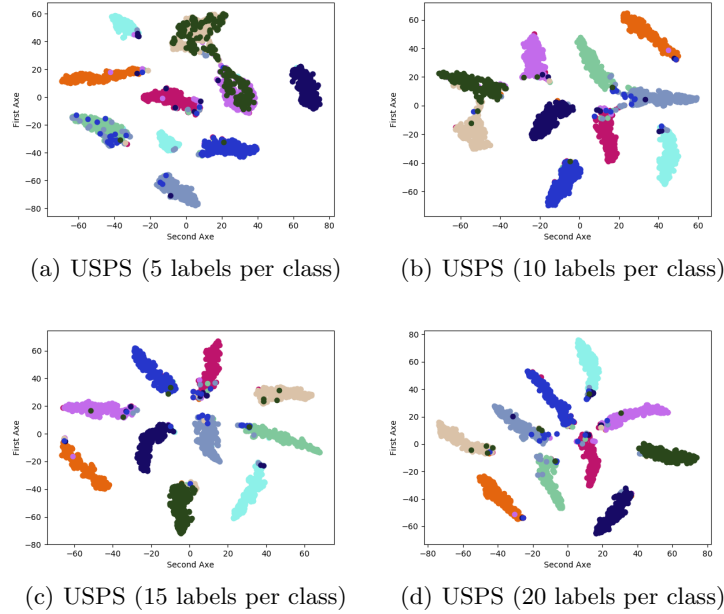 60
40
20
0
−20
−40
−60
−80
First Axe
−60 −40 −20 0 20 40 60 80
Second Axe
(a) USPS (5 labels per class)
60
40
20
0
−20
−40
−60
First Axe
−60 −40 −20 0 20 40 60
Second Axe
(b) USPS (10 labels per class)
60
40
20
0
−20
−40
−60
−80
First Axe
−60 −40 −20 0 20 40 60
Second Axe
(c) USPS (15 labels per class)
80
60
40
20
0
−20
−40
−60
First Axe
−80 −60 −40 −20 0 20 40 60 80
Second Axe
(d) USPS (20 labels per class)